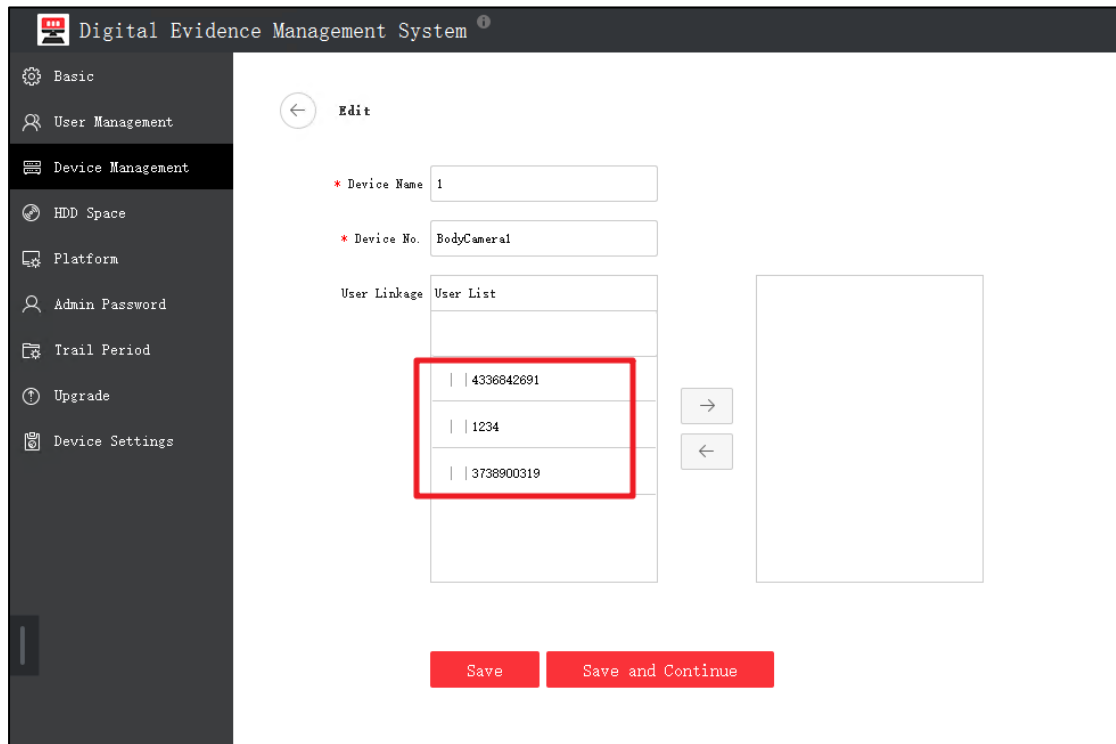 Digital Evidence Management System
Basic
User Management
Device Management
HDD Space
Platform
Admin Password
Trail Period
Upgrade
Device Settings
Edit
* Device Name 1
* Device No. BodyCamera1
User Linkage User List
4336842691
1234
3738900319
Save Save and Continue